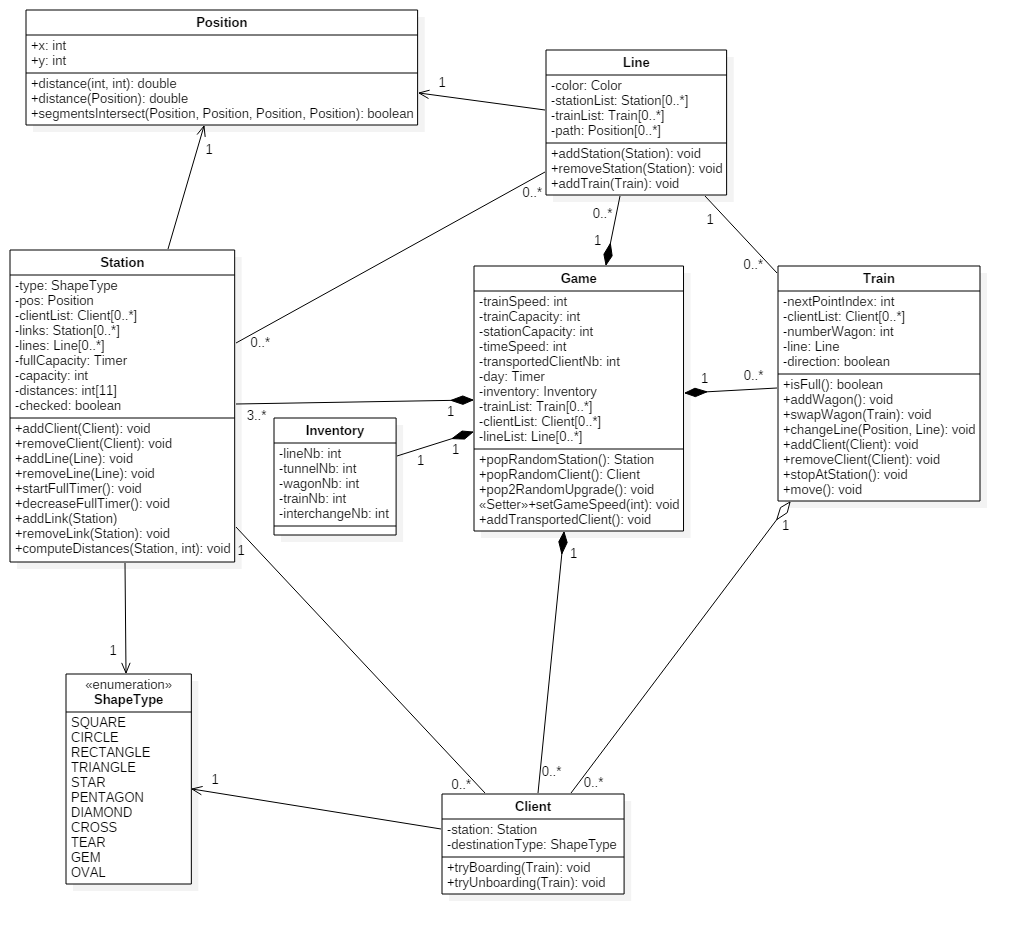 Position
+x: int
+y: int
+distance(int, int): double
+distance(Position): double
+segmentsIntersect(Position, Position, Position, Position): boolean
1
1
Line
-color: Color
-stationList: Station[0..*]
-trainList: Train[0..*]
-path: Position[0..*]
+addStation(Station): void
+removeStation(Station): void
+addTrain(Train): void
0..*
0..*
0..*
1
1
0..*
Station
-type: ShapeType
-pos: Position
-clientList: Client[0..*]
-links: Station[0..*]
-lines: Line[0..*]
-fullCapacity: Timer
-capacity: int
-distances: int[11]
-checked: boolean
+addClient(Client): void
+removeClient(Client): void
+addLine(Line): void
+removeLine(Line): void
+startFullTimer(): void
+decreaseFullTimer(): void
+addLink(Station)
+removeLink(Station): void
+computeDistances(Station, int): void
3..*
1
1
1
Inventory
-lineNb: int
-tunnelNb: int
-wagonNb: int
-trainNb: int
-interchangeNb: int
Game
-trainSpeed: int
-trainCapacity: int
-stationCapacity: int
-timeSpeed: int
-transportedClientNb: int
-day: Timer
-inventory: Inventory
-trainList: Train[0..*]
-clientList: Client[0..*]
-lineList: Line[0..*]
+popRandomStation(): Station
+popRandomClient(): Client
+pop2RandomUpgrade(): void
«Setter»+setGameSpeed(int): void
+addTransportedClient(): void
1
0..*
Train
-nextPointIndex: int
-clientList: Client[0..*]
-numberWagon: int
-line: Line
-direction: boolean
+isFull(): boolean
+addWagon(): void
+swapWagon(Train): void
+changeLine(Position, Line): void
+addClient(Client): void
+removeClient(Client): void
+stopAtStation(): void
+move(): void
1
1
1
1
«enumeration»
ShapeType
SQUARE
CIRCLE
RECTANGLE
TRIANGLE
STAR
PENTAGON
DIAMOND
CROSS
TEAR
GEM
OVAL
1
0..*
0..*
0..*
Client
-station: Station
-destinationType: ShapeType
+tryBoarding(Train): void
+tryUnboarding(Train): void